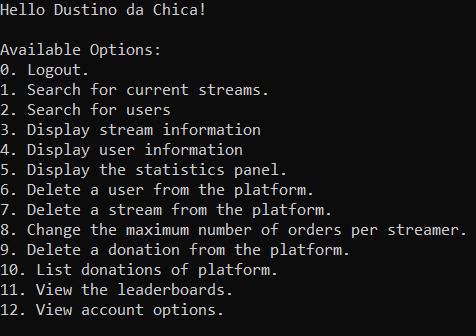 Hello Dustino da Chica!
Available Options:
0. Logout.
1. Search for current streams.
2. Search for users
3. Display stream information
4. Display user information
5. Display the statistics panel.
6. Delete a user from the platform.
7. Delete a stream from the platform.
8. Change the maximum number of orders per streamer.
9. Delete a donation from the platform.
10. List donations of platform.
11. View the leaderboards.
12. View account options.